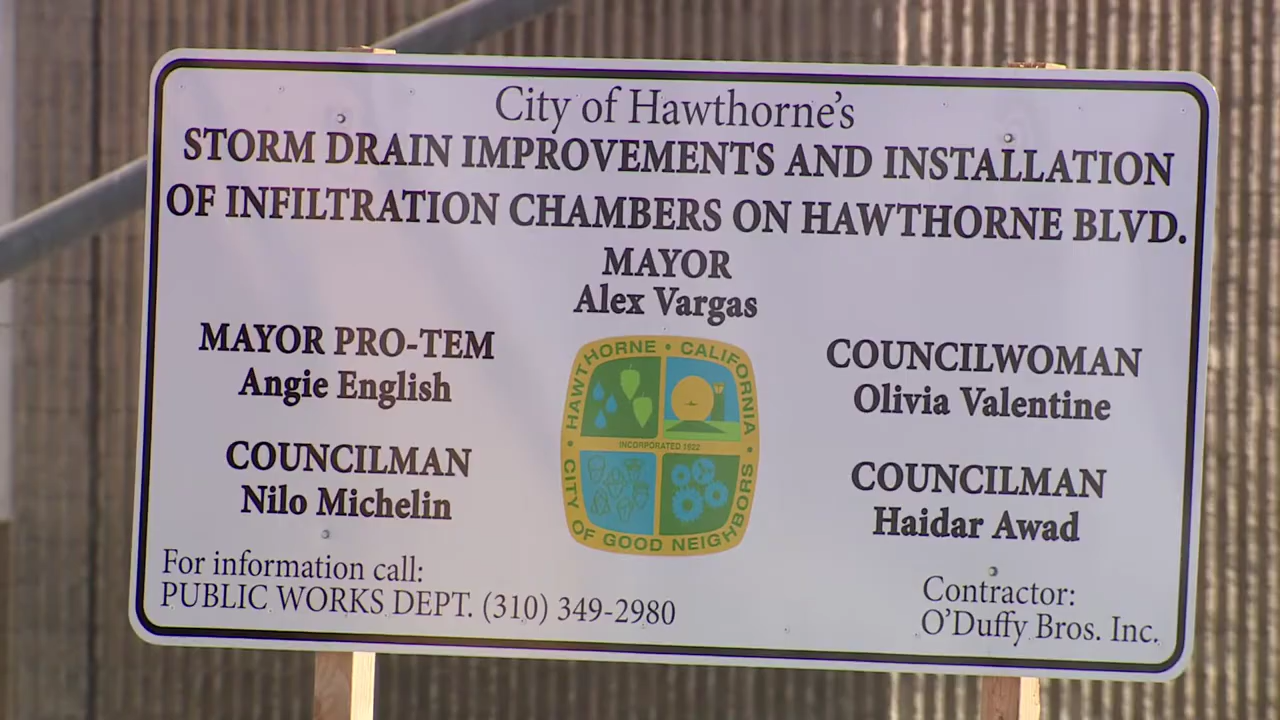 City of Hawthorne's
STORM DRAIN IMPROVEMENTS AND INSTALLATION
OF INFILTRATION CHAMBERS ON HAWTHORNE BLVD.
MAYOR
Alex Vargas
MAYOR PRO-TEM
Angie English
COUNCILWOMAN
Olivia Valentine
COUNCILMAN
Nilo Michelin
COUNCILMAN
Haidar Awad
HAWTHORNE • CALIFORNIA
INCORPORATED 1922
• CITY OF GOOD NEIGHBORS •
For information call:
PUBLIC WORKS DEPT. (310) 349-2980
Contractor:
O'Duffy Bros. Inc.